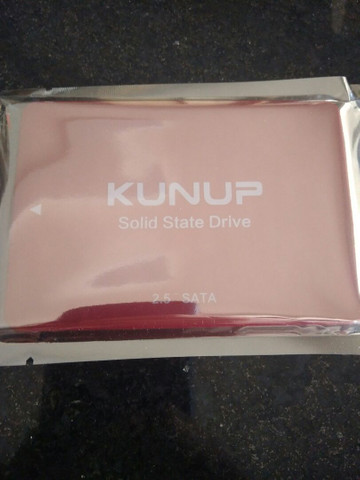 KUNUP
Solid State Drive
2.5 SATA